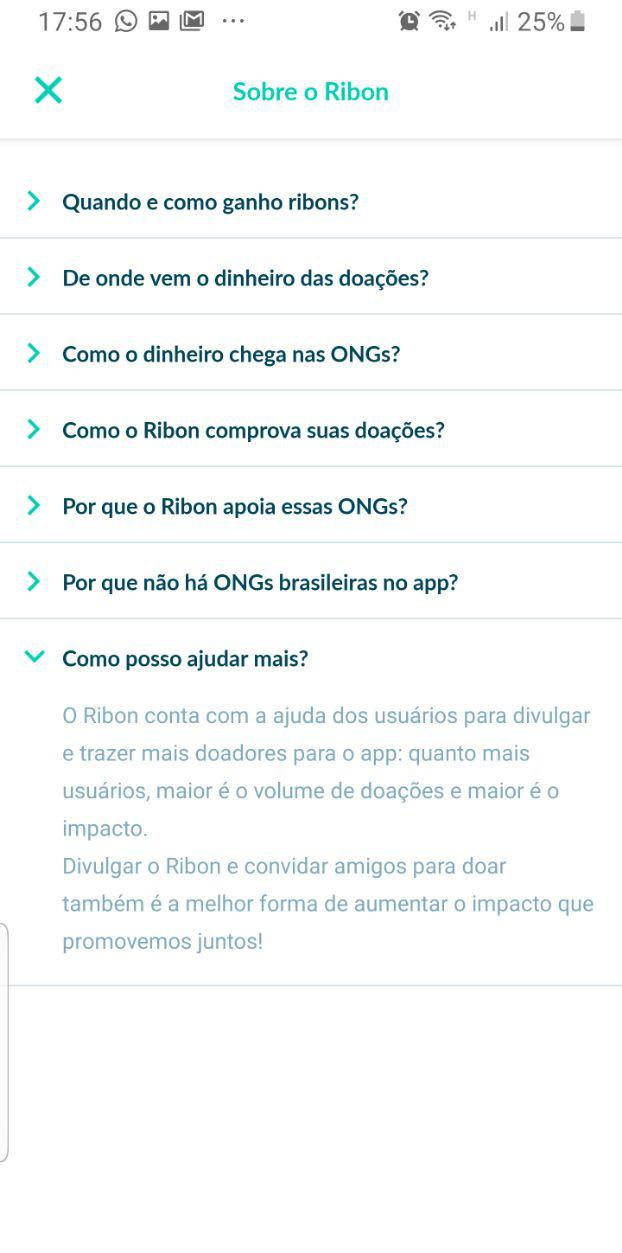 17:56 ... H 25%
Sobre o Ribon
Quando e como ganho ribons?
De onde vem o dinheiro das doações?
Como o dinheiro chega nas ONGs?
Como o Ribon comprova suas doações?
Por que o Ribon apoia essas ONGs?
Por que não há ONGs brasileiras no app?
Como posso ajudar mais?
O Ribon conta com a ajuda dos usuários para divulgar
e trazer mais doadores para o app: quanto mais
usuários, maior é o volume de doações e maior é o
impacto.
Divulgar o Ribon e convidar amigos para doar
também é a melhor forma de aumentar o impacto que
promovemos juntos!